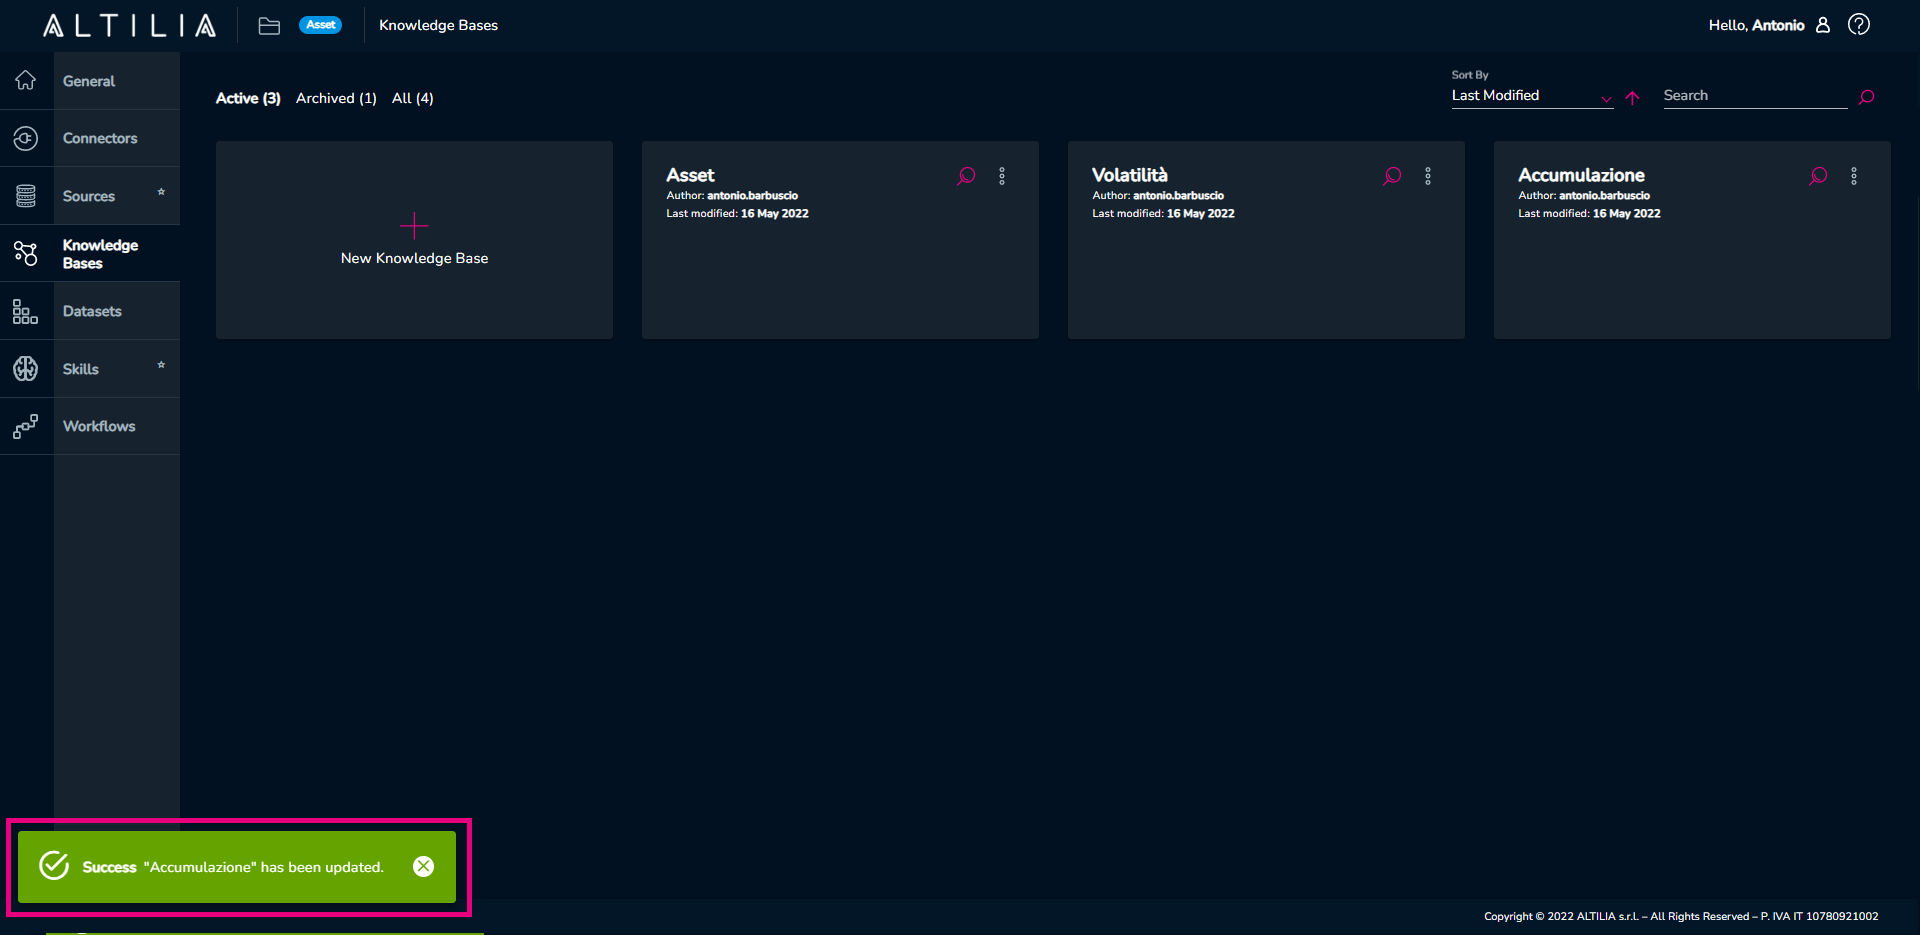 ALTILIA
Asset
Knowledge Bases
Hello, Antonio
General
Connectors
Sources
Knowledge
Bases
Datasets
Skills
Workflows
Active (3) Archived (1) All (4)
Sort By
Last Modified
Search
New Knowledge Base
Asset
Author: antonio.barbuscio
Last modified: 16 May 2022
Volatilità
Author: antonio.barbuscio
Last modified: 16 May 2022
Accumulazione
Author: antonio.barbuscio
Last modified: 16 May 2022
Success "Accumulazione" has been updated.
Copyright © 2022 ALTILIA s.r.l. – All Rights Reserved – P. IVA IT 10780921002